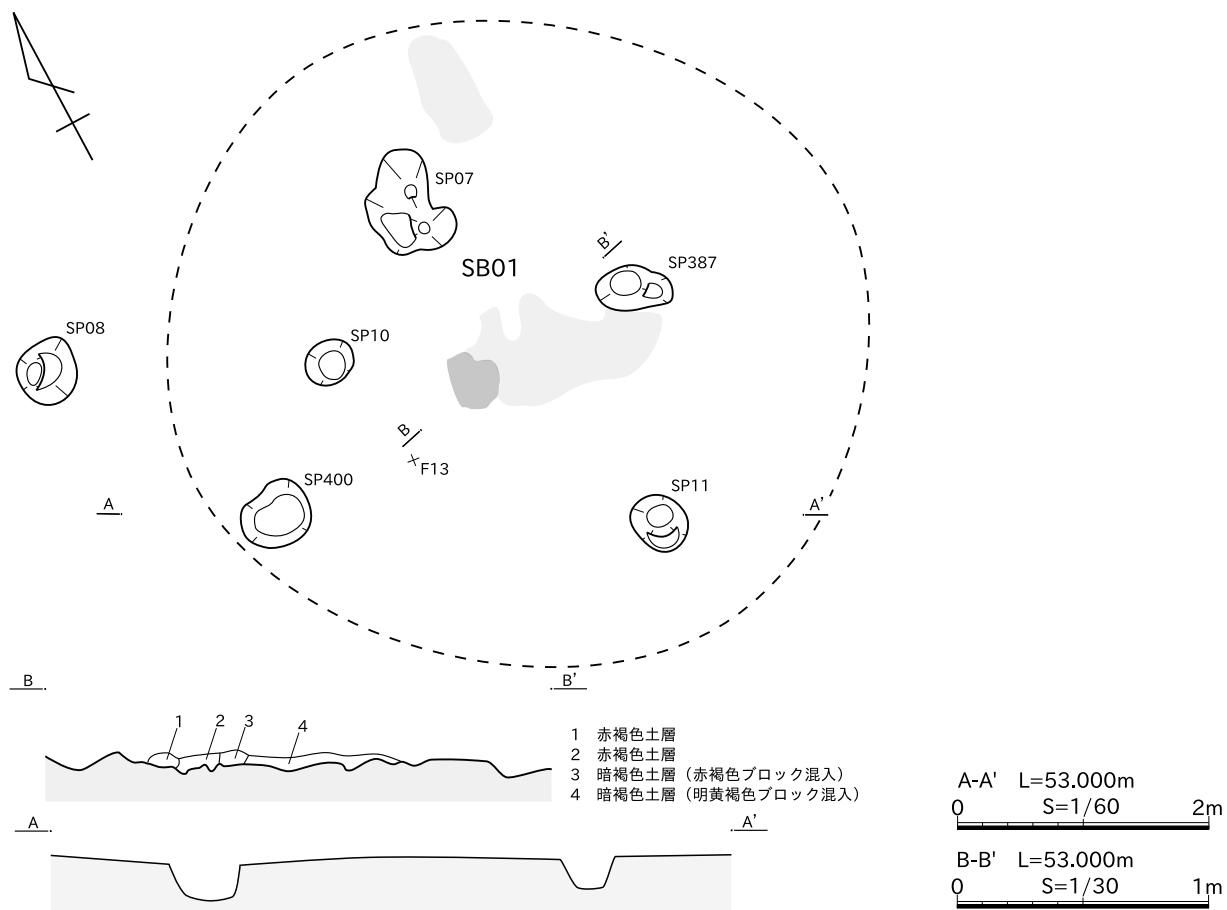 SP07
B'
SP387
SB01
SP08
SP10
B
F13
SP400
SP11
A
A'
B
B'
1 2 3 4
1 赤褐色土層
2 赤褐色土層
3 暗褐色土層（赤褐色ブロック混入）
4 暗褐色土層（明黄褐色ブロック混入）
A
A'
A-A' L=53.000m
0 S=1/60 2m
B-B' L=53.000m
0 S=1/30 1m